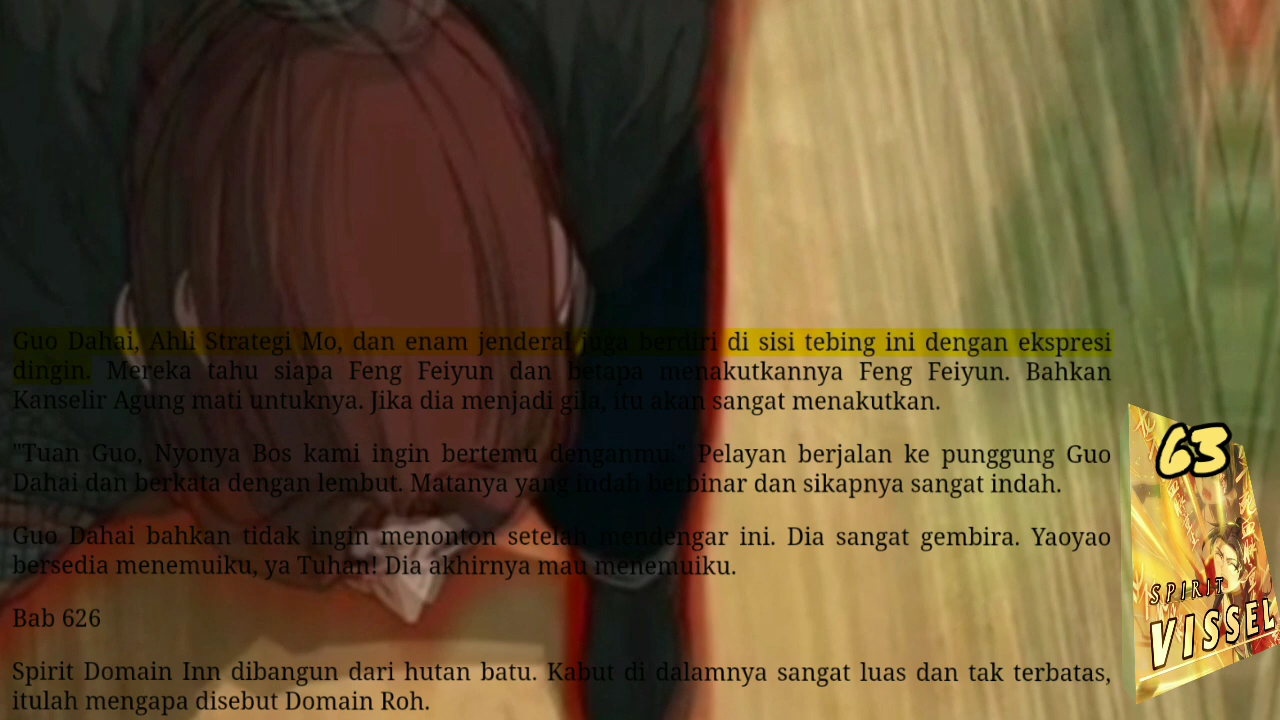 Guo Dahai, Ahli Strategi Mo, dan enam jenderal juga berdiri di sisi tebing ini dengan ekspresi
dingin. Mereka tahu siapa Feng Feiyun dan betapa menakutkannya Feng Feiyun. Bahkan
Kanselir Agung mati untuknya. Jika dia menjadi gila, itu akan sangat menakutkan.
"Tuan Guo, Nyonya Bos kami ingin bertemu denganmu." Pelayan berjalan ke punggung Guo
Dahai dan berkata dengan lembut. Matanya yang indah berbinar dan sikapnya sangat indah.
Guo Dahai bahkan tidak ingin menonton setelah mendengar ini. Dia sangat gembira. Yaoyao
bersedia menemuiku, ya Tuhan! Dia akhirnya mau menemuiku.
Bab 626
Spirit Domain Inn dibangun dari hutan batu. Kabut di dalamnya sangat luas dan tak terbatas,
itulah mengapa disebut Domain Roh.
63
SPIRIT
VISSEL